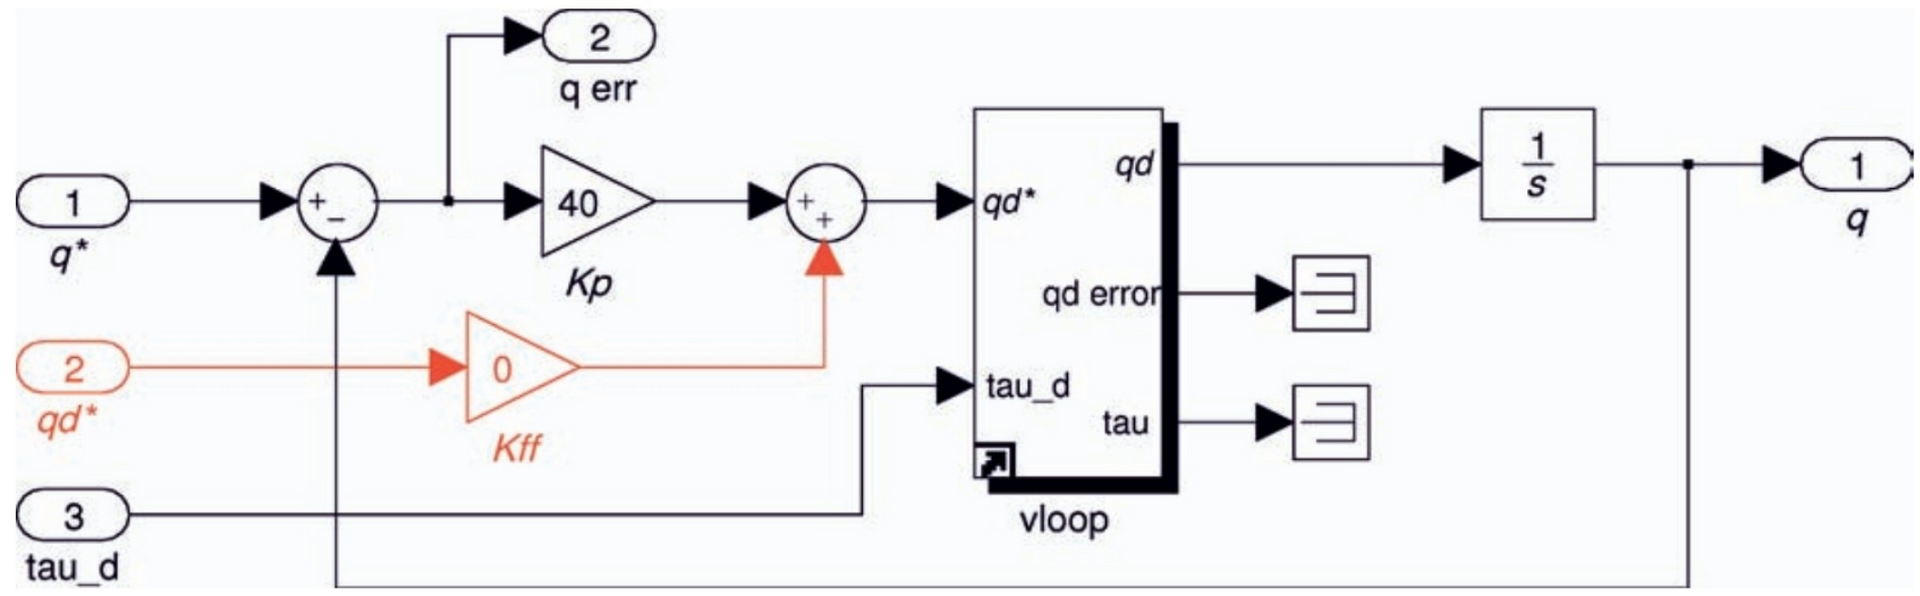 2
q err
1
q*
+
−
40
Kp
+
+
qd*
qd
1
s
1
q
qd error
2
qd*
0
Kff
tau_d
tau
3
tau_d
vloop